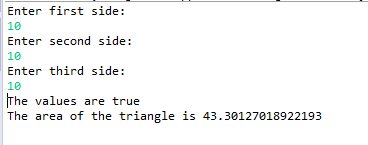 Enter first side:
10
Enter second side:
10
Enter third side:
10
The values are true
The area of the triangle is 43.30127018922193